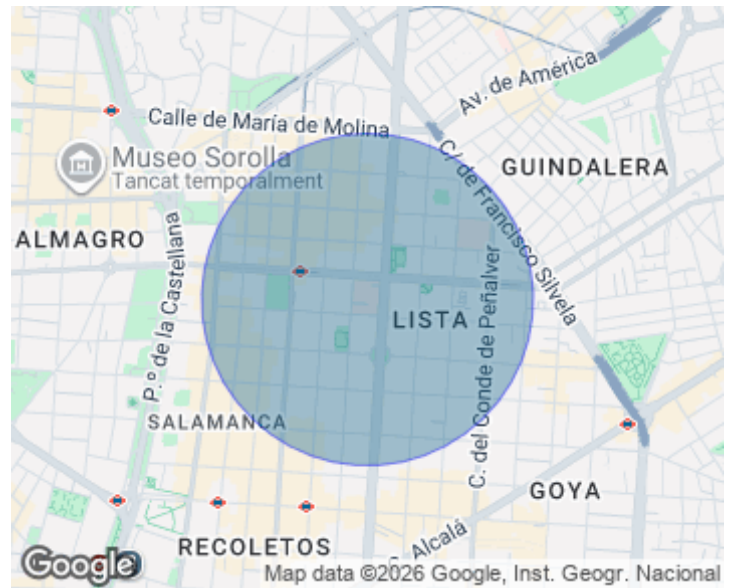 Calle de María de Molina
Av. de América
Museo Sorolla
Tancat temporalment
C/ de Francisco Silvela
GUINDALERA
ALMAGRO
P.º de la Castellana
LISTA
C. del Conde de Peñalver
SALAMANCA
GOYA
RECOLETOS
C. Alcalá
Google
Map data ©2026 Google, Inst. Geogr. Nacional